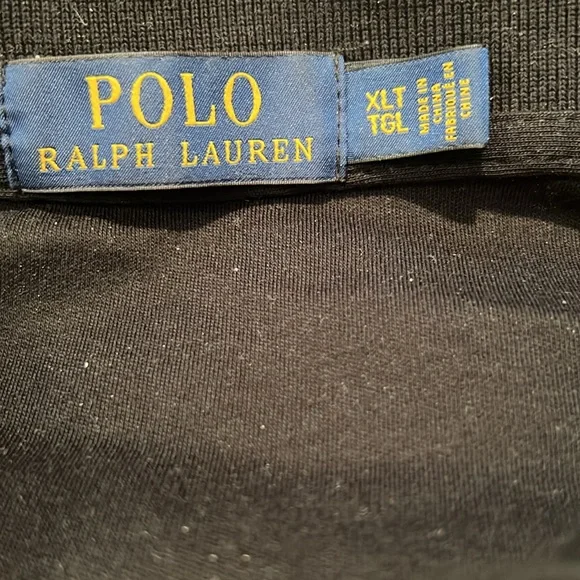 POLO
RALPH LAUREN
XLT
TGL
MADE IN
CHINA
FABRIQUÉ EN
CHINE